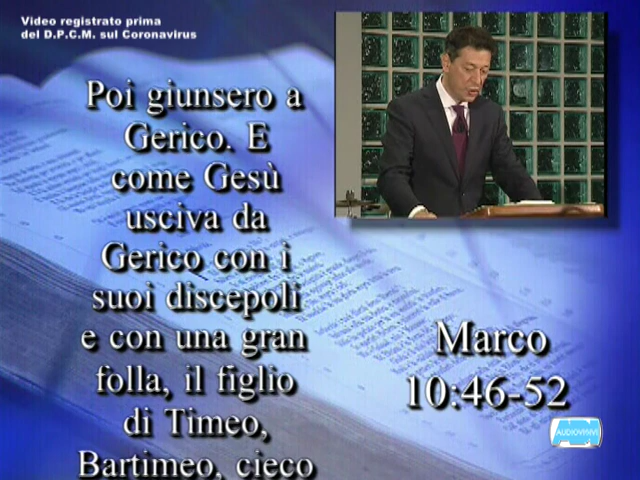 Video registrato prima
del D.P.C.M. sul Coronavirus
Poi giunsero a
Gerico. E
come Gesù
usciva da
Gerico con i
suoi discepoli
e con una gran
folla, il figlio
di Timeo,
Bartimeo, cieco
Marco
10:46-52
AUDIOVISIVI